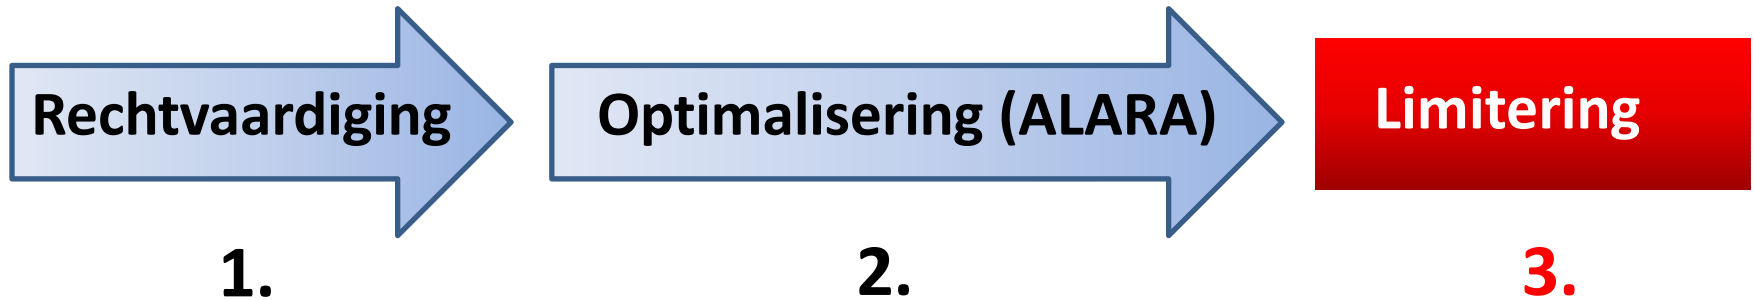 Rechtvaardiging
Optimalisering (ALARA)
Limitering
1.
2.
3.